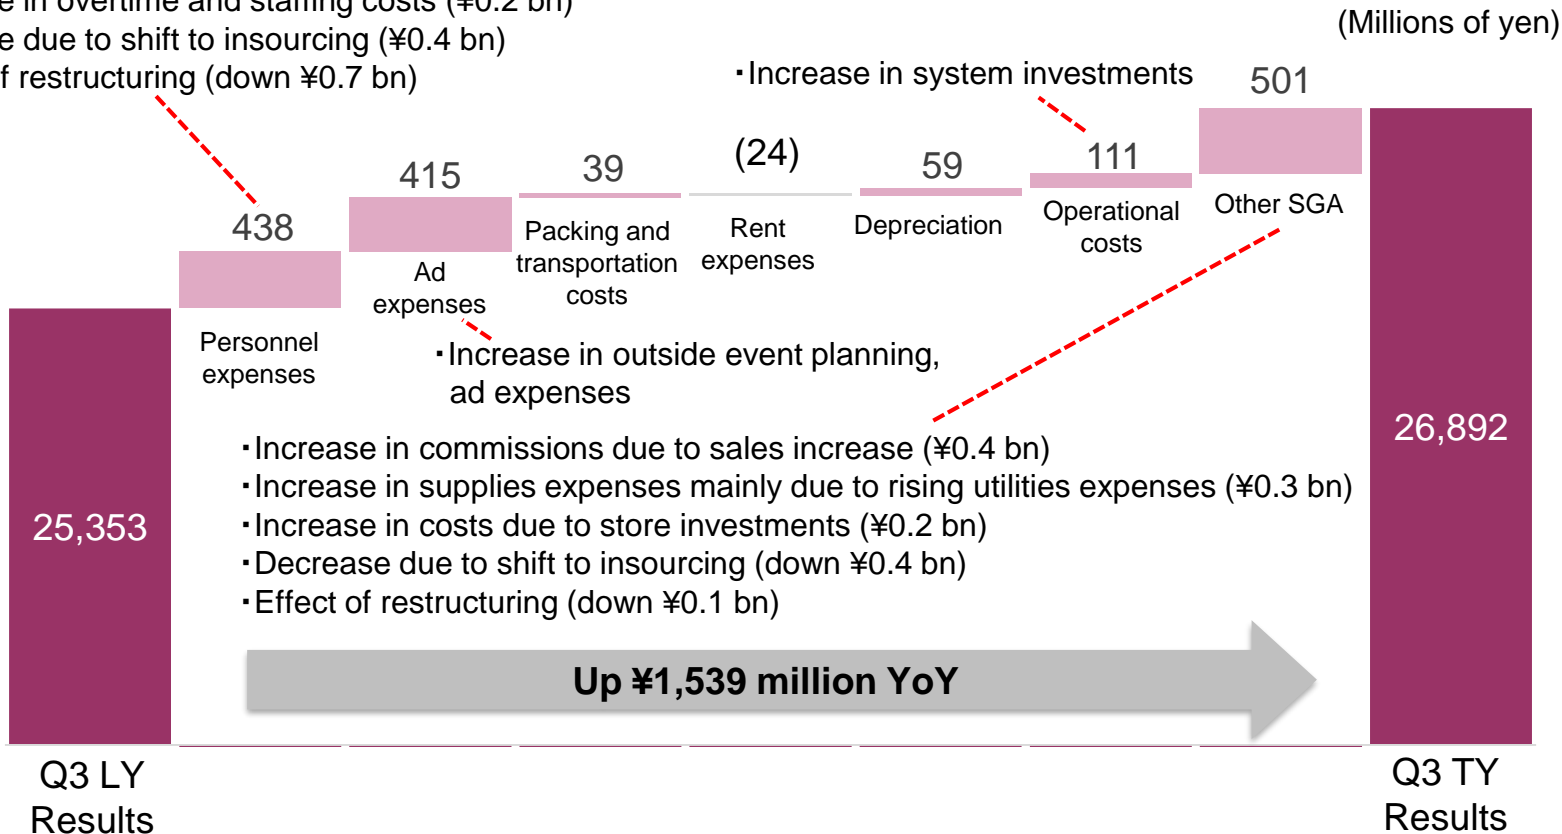 in overtime and staffing costs (¥0.2 bn)
due to shift to insourcing (¥0.4 bn)
restructuring (down ¥0.7 bn)
(Millions of yen)
・Increase in system investments
501
(24)
111
415
39
59
438
Other SGA
Operational
costs
Packing and
transportation
costs
Rent
expenses
Depreciation
Ad
expenses
Personnel
expenses
・Increase in outside event planning,
ad expenses
・Increase in commissions due to sales increase (¥0.4 bn)
・Increase in supplies expenses mainly due to rising utilities expenses (¥0.3 bn)
・Increase in costs due to store investments (¥0.2 bn)
・Decrease due to shift to insourcing (down ¥0.4 bn)
・Effect of restructuring (down ¥0.1 bn)
25,353
26,892
Up ¥1,539 million YoY
Q3 LY
Results
Q3 TY
Results